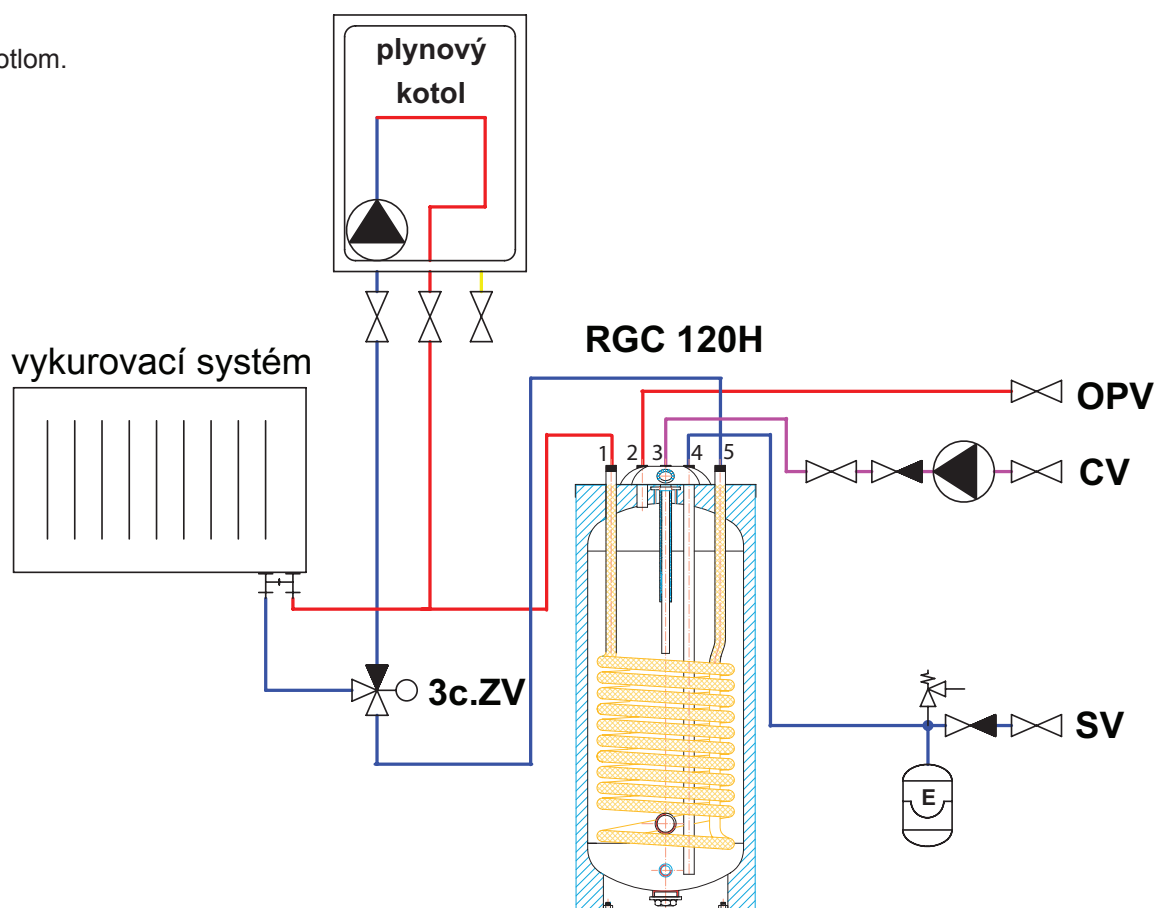 otlom.
plynový
kotol
RGC 120H
vykurovací systém
OPV
1 2 3 4 5
CV
3c.ZV
SV
E